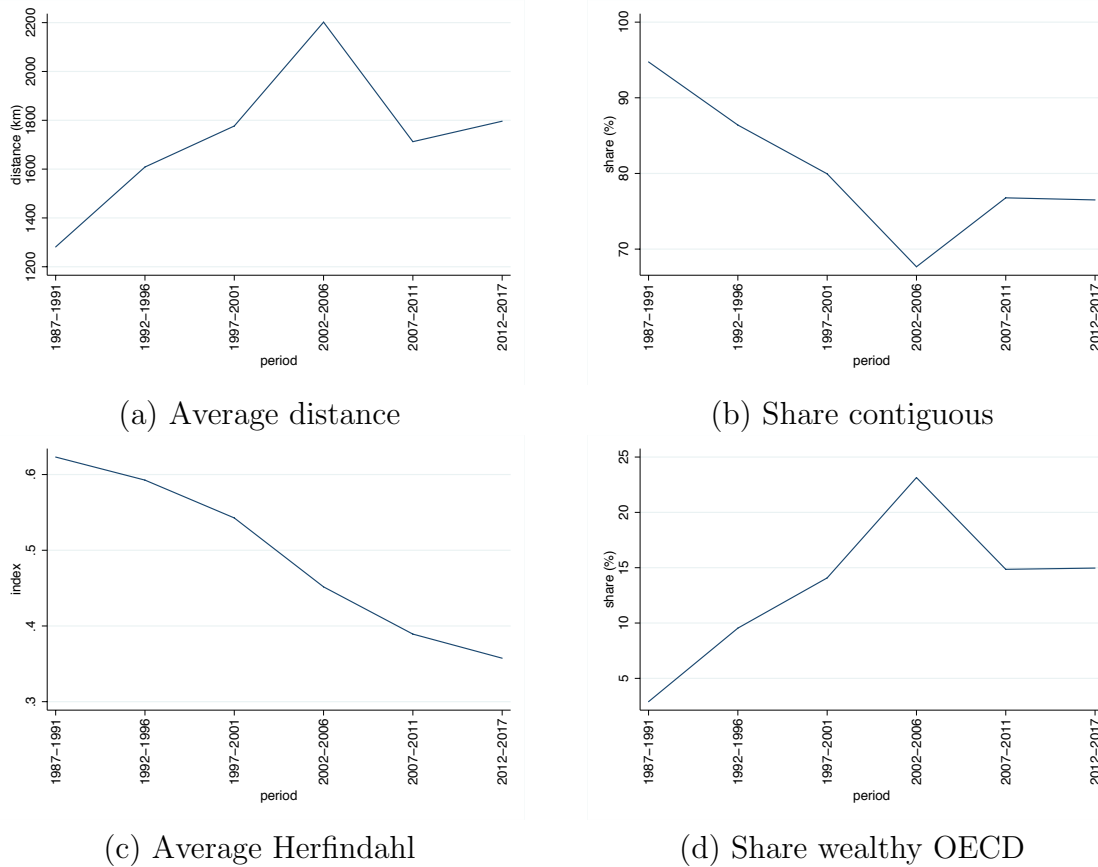 distance (km)
1200 1400 1600 1800 2000 2200
1987−1991
1992−1996
1997−2001
2002−2006
2007−2011
2012−2017
period
(a) Average distance
share (%)
70 80 90 100
1987−1991
1992−1996
1997−2001
2002−2006
2007−2011
2012−2017
period
(b) Share contiguous
index
.3 .4 .5 .6
1987−1991
1992−1996
1997−2001
2002−2006
2007−2011
2012−2017
period
(c) Average Herfindahl
share (%)
5 10 15 20 25
1987−1991
1992−1996
1997−2001
2002−2006
2007−2011
2012−2017
period
(d) Share wealthy OECD